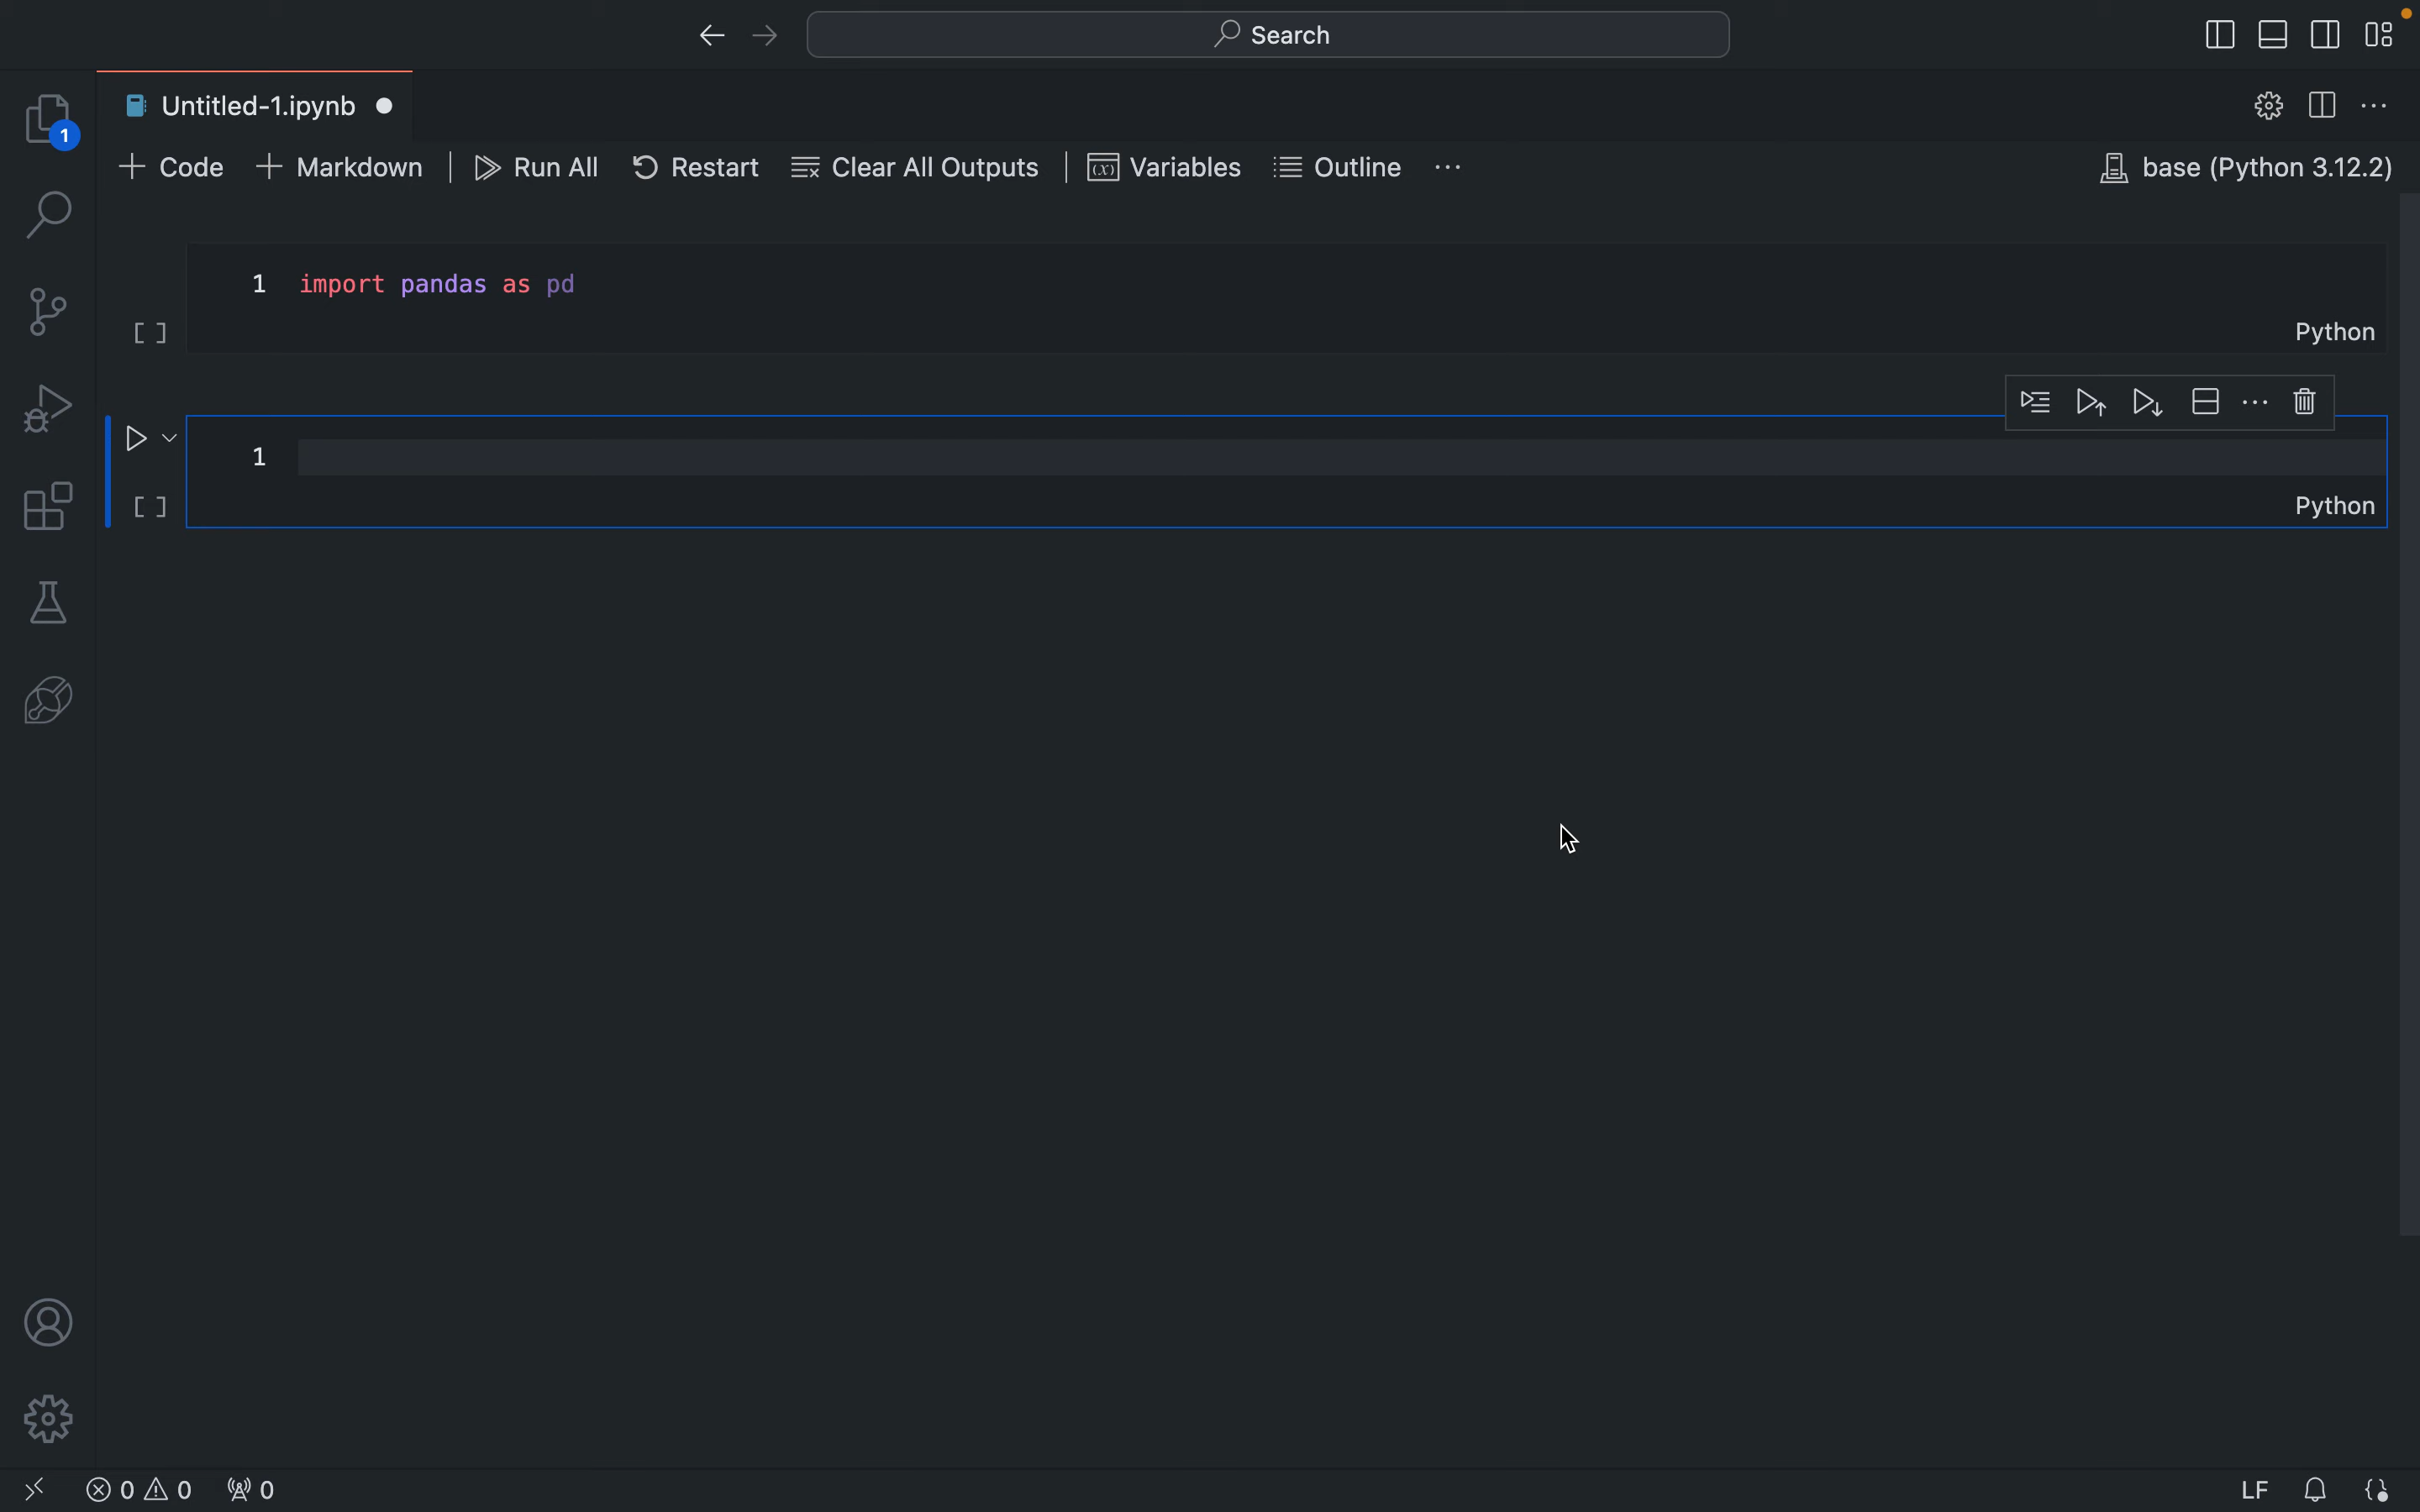 Search
Untitled-1.ipynb
1
Code Markdown Run All Restart Clear All Outputs Variables Outline ... base (Python 3.12.2)
1 import pandas as pd
[ ] Python
1
[ ] Python
0 0 0 LF